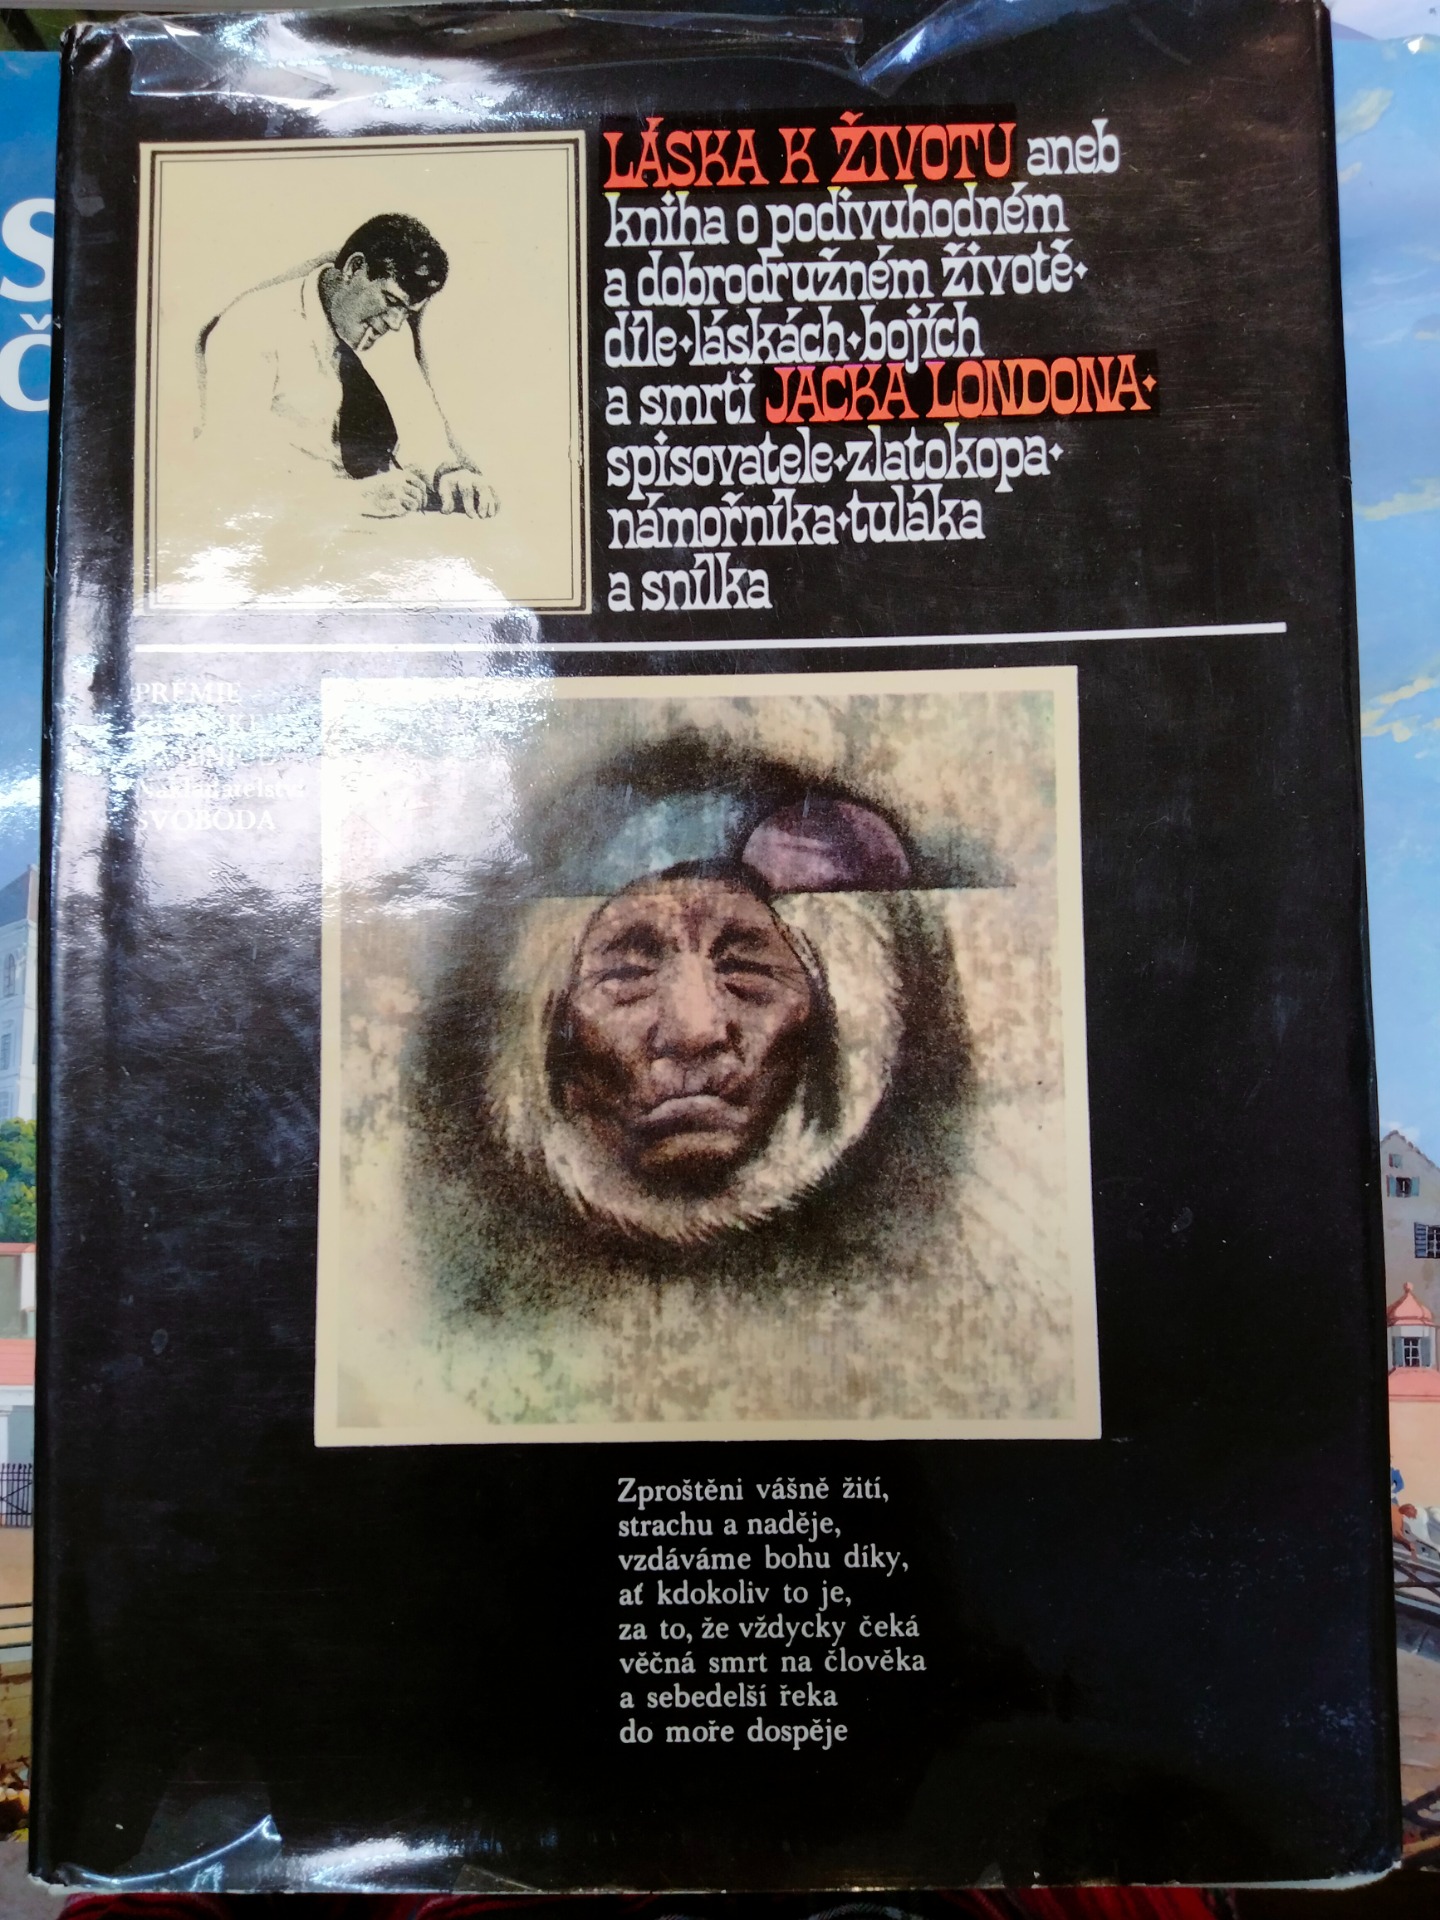 LÁSKA K ŽIVOTU aneb
kniha o podivuhodném
a dobrodružném životě·
díle·láskách·bojích
a smrti JACKA LONDONA·
spisovatele·zlatokopa·
námořníka·tuláka
a snílka
PRÉMIE
Nakladatelství
SVOBODA
Zproštěni vášně žití,
strachu a naděje,
vzdáváme bohu díky,
ať kdokoliv to je,
za to, že vždycky čeká
věčná smrt na člověka
a sebedelší řeka
do moře dospěje
S
Č